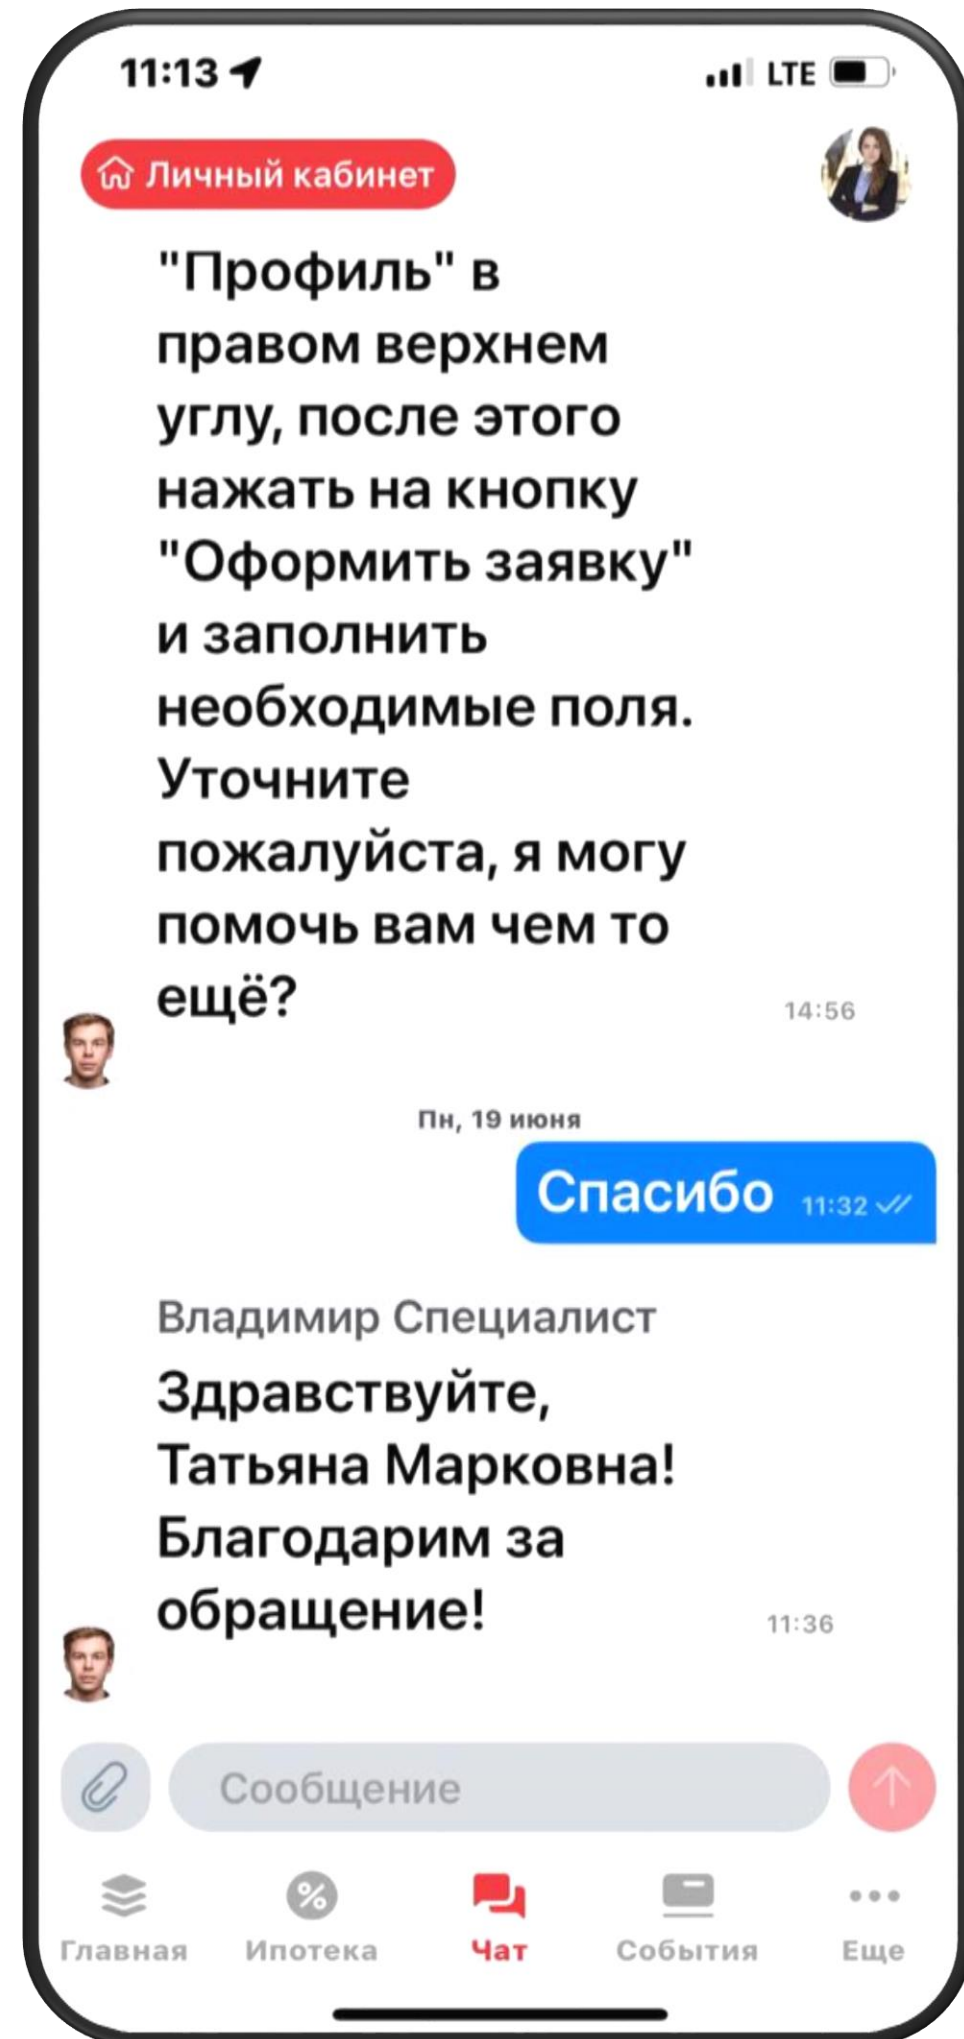 11:13
LTE
Личный кабинет
"Профиль" в
правом верхнем
углу, после этого
нажать на кнопку
"Оформить заявку"
и заполнить
необходимые поля.
Уточните
пожалуйста, я могу
помочь вам чем то
ещё?
14:56
Пн, 19 июня
Спасибо 11:32
Владимир Специалист
Здравствуйте,
Татьяна Марковна!
Благодарим за
обращение!
11:36
Сообщение
Главная Ипотека Чат События Еще